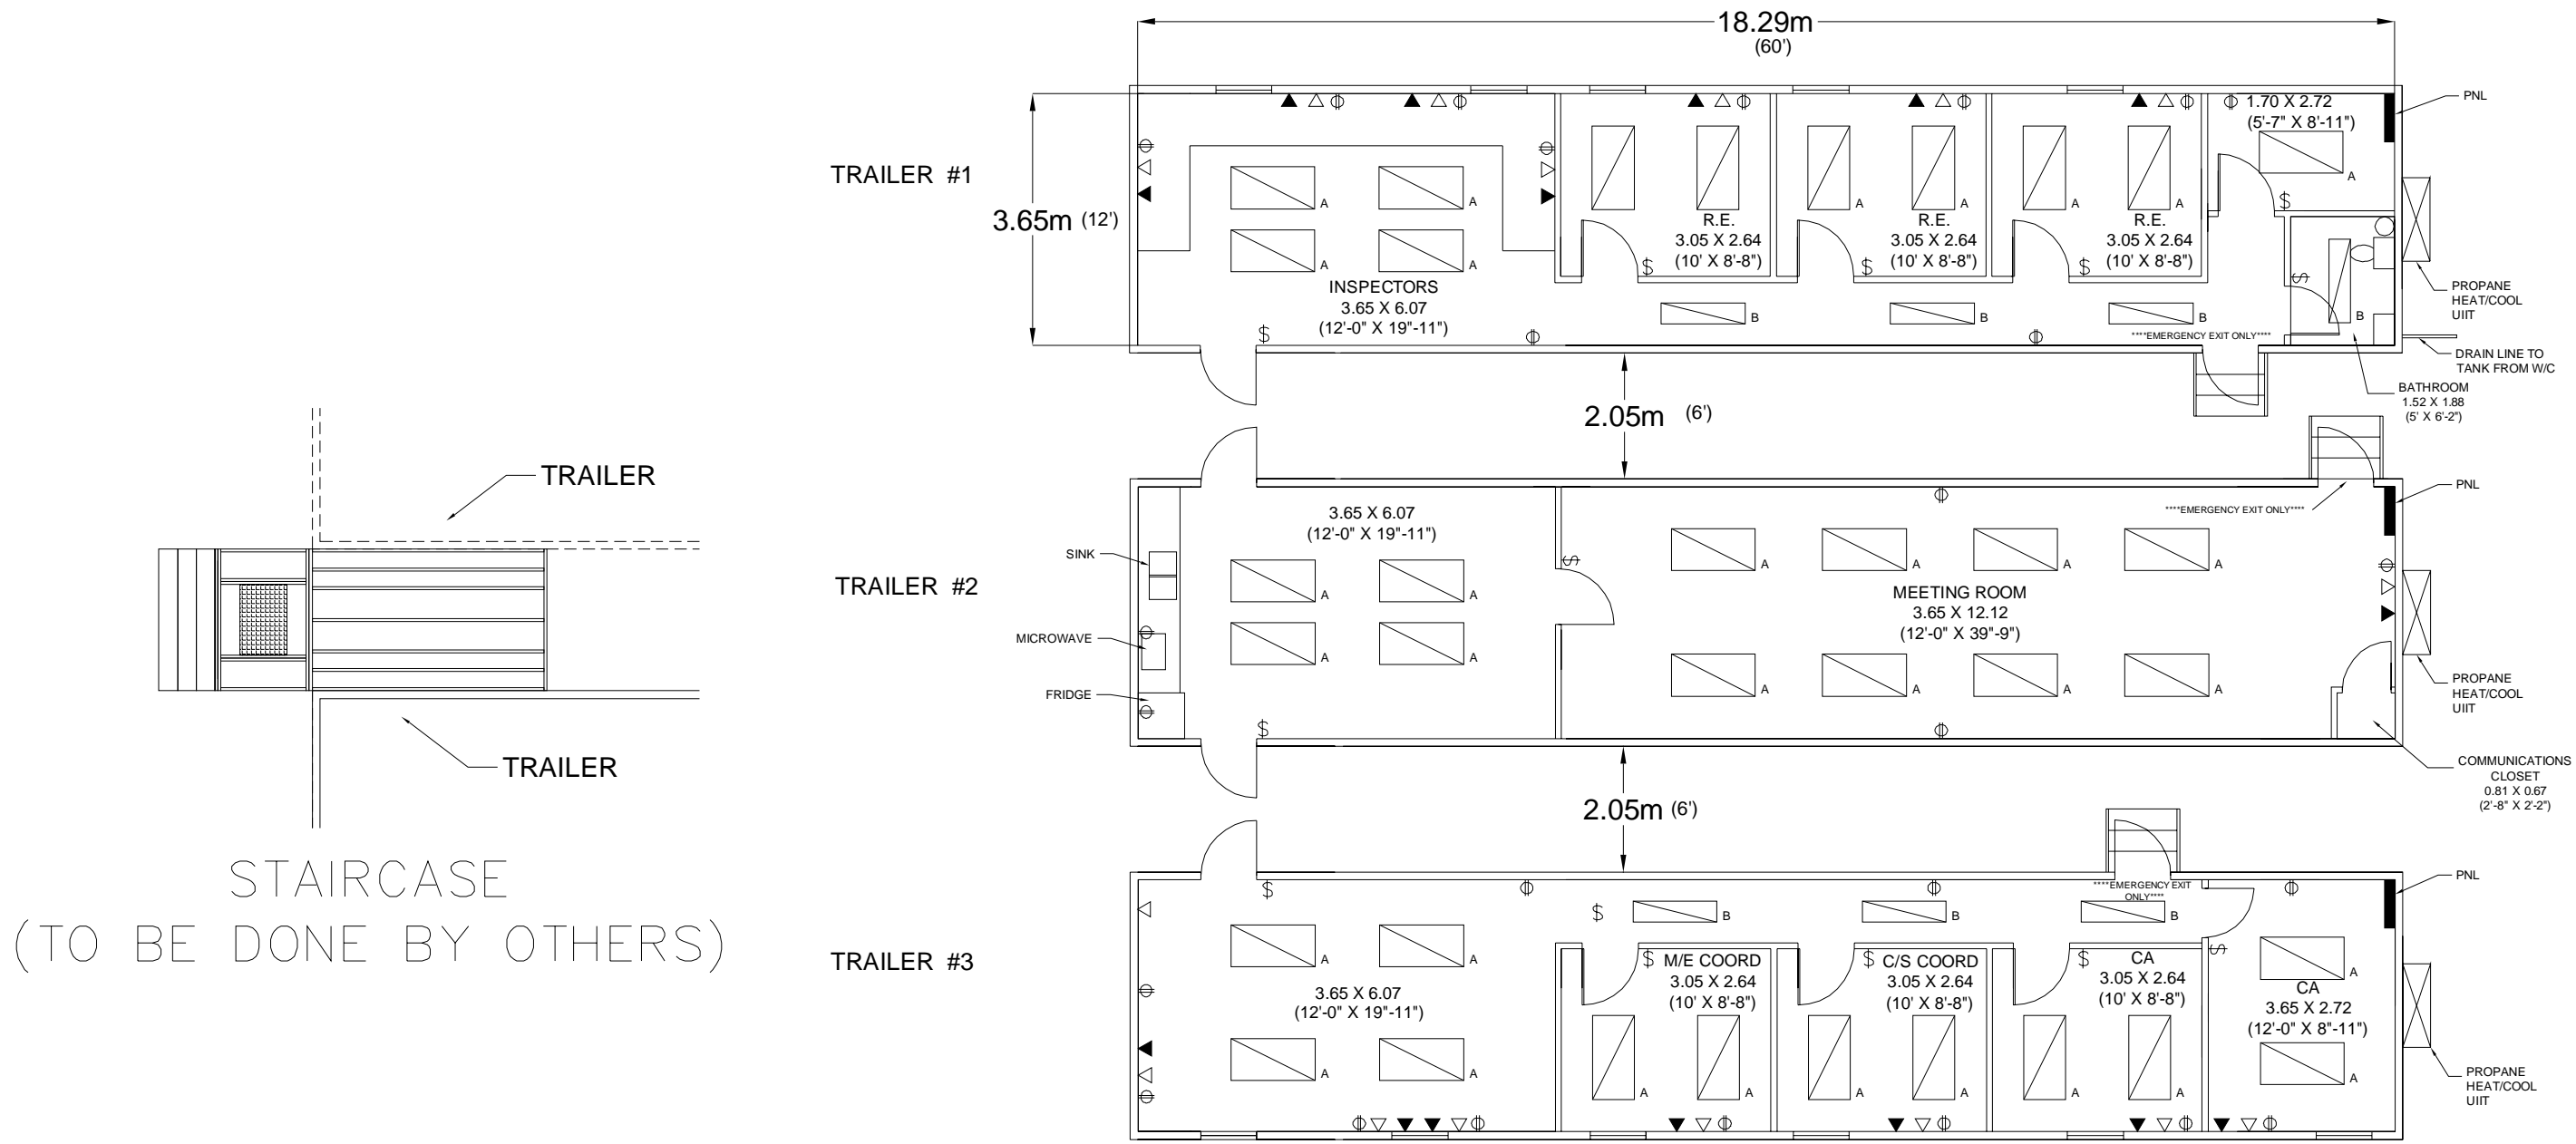 18.29m
(60')
TRAILER #1
3.65m (12')
PNL
1.70 X 2.72
(5'-7" X 8'-11")
A
A
A
A
A
A
A
A
A
A
INSPECTORS
3.65 X 6.07
(12'-0" X 19"-11")
$
R.E.
3.05 X 2.64
(10' X 8'-8")
$
R.E.
3.05 X 2.64
(10' X 8'-8")
$
R.E.
3.05 X 2.64
(10' X 8'-8")
$
$
$
B
B
B
B
****EMERGENCY EXIT ONLY****
PROPANE
HEAT/COOL
UIIT
DRAIN LINE TO
TANK FROM W/C
BATHROOM
1.52 X 1.88
(5' X 6'-2")
2.05m (6')
TRAILER
TRAILER
STAIRCASE
(TO BE DONE BY OTHERS)
TRAILER #2
SINK
MICROWAVE
FRIDGE
3.65 X 6.07
(12'-0" X 19"-11")
A
A
A
A
$
$
MEETING ROOM
3.65 X 12.12
(12'-0" X 39"-9")
A
A
A
A
A
A
A
A
****EMERGENCY EXIT ONLY****
PNL
PROPANE
HEAT/COOL
UIIT
COMMUNICATIONS
CLOSET
0.81 X 0.67
(2'-8" X 2'-2")
2.05m (6')
TRAILER #3
$
3.65 X 6.07
(12'-0" X 19"-11")
A
A
A
A
$
B
B
B
****EMERGENCY EXIT
ONLY****
PNL
$ M/E COORD
3.05 X 2.64
(10' X 8'-8")
A
A
$ C/S COORD
3.05 X 2.64
(10' X 8'-8")
A
A
$ CA
3.05 X 2.64
(10' X 8'-8")
A
A
$
A
CA
3.65 X 2.72
(12'-0" X 8"-11")
A
PROPANE
HEAT/COOL
UIIT